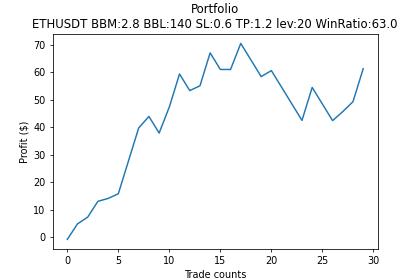 Portfolio
ETHUSDT BBM:2.8 BBL:140 SL:0.6 TP:1.2 lev:20 WinRatio:63.0
70
60
50
40
30
20
10
0
Profit ($)
0 5 10 15 20 25 30
Trade counts